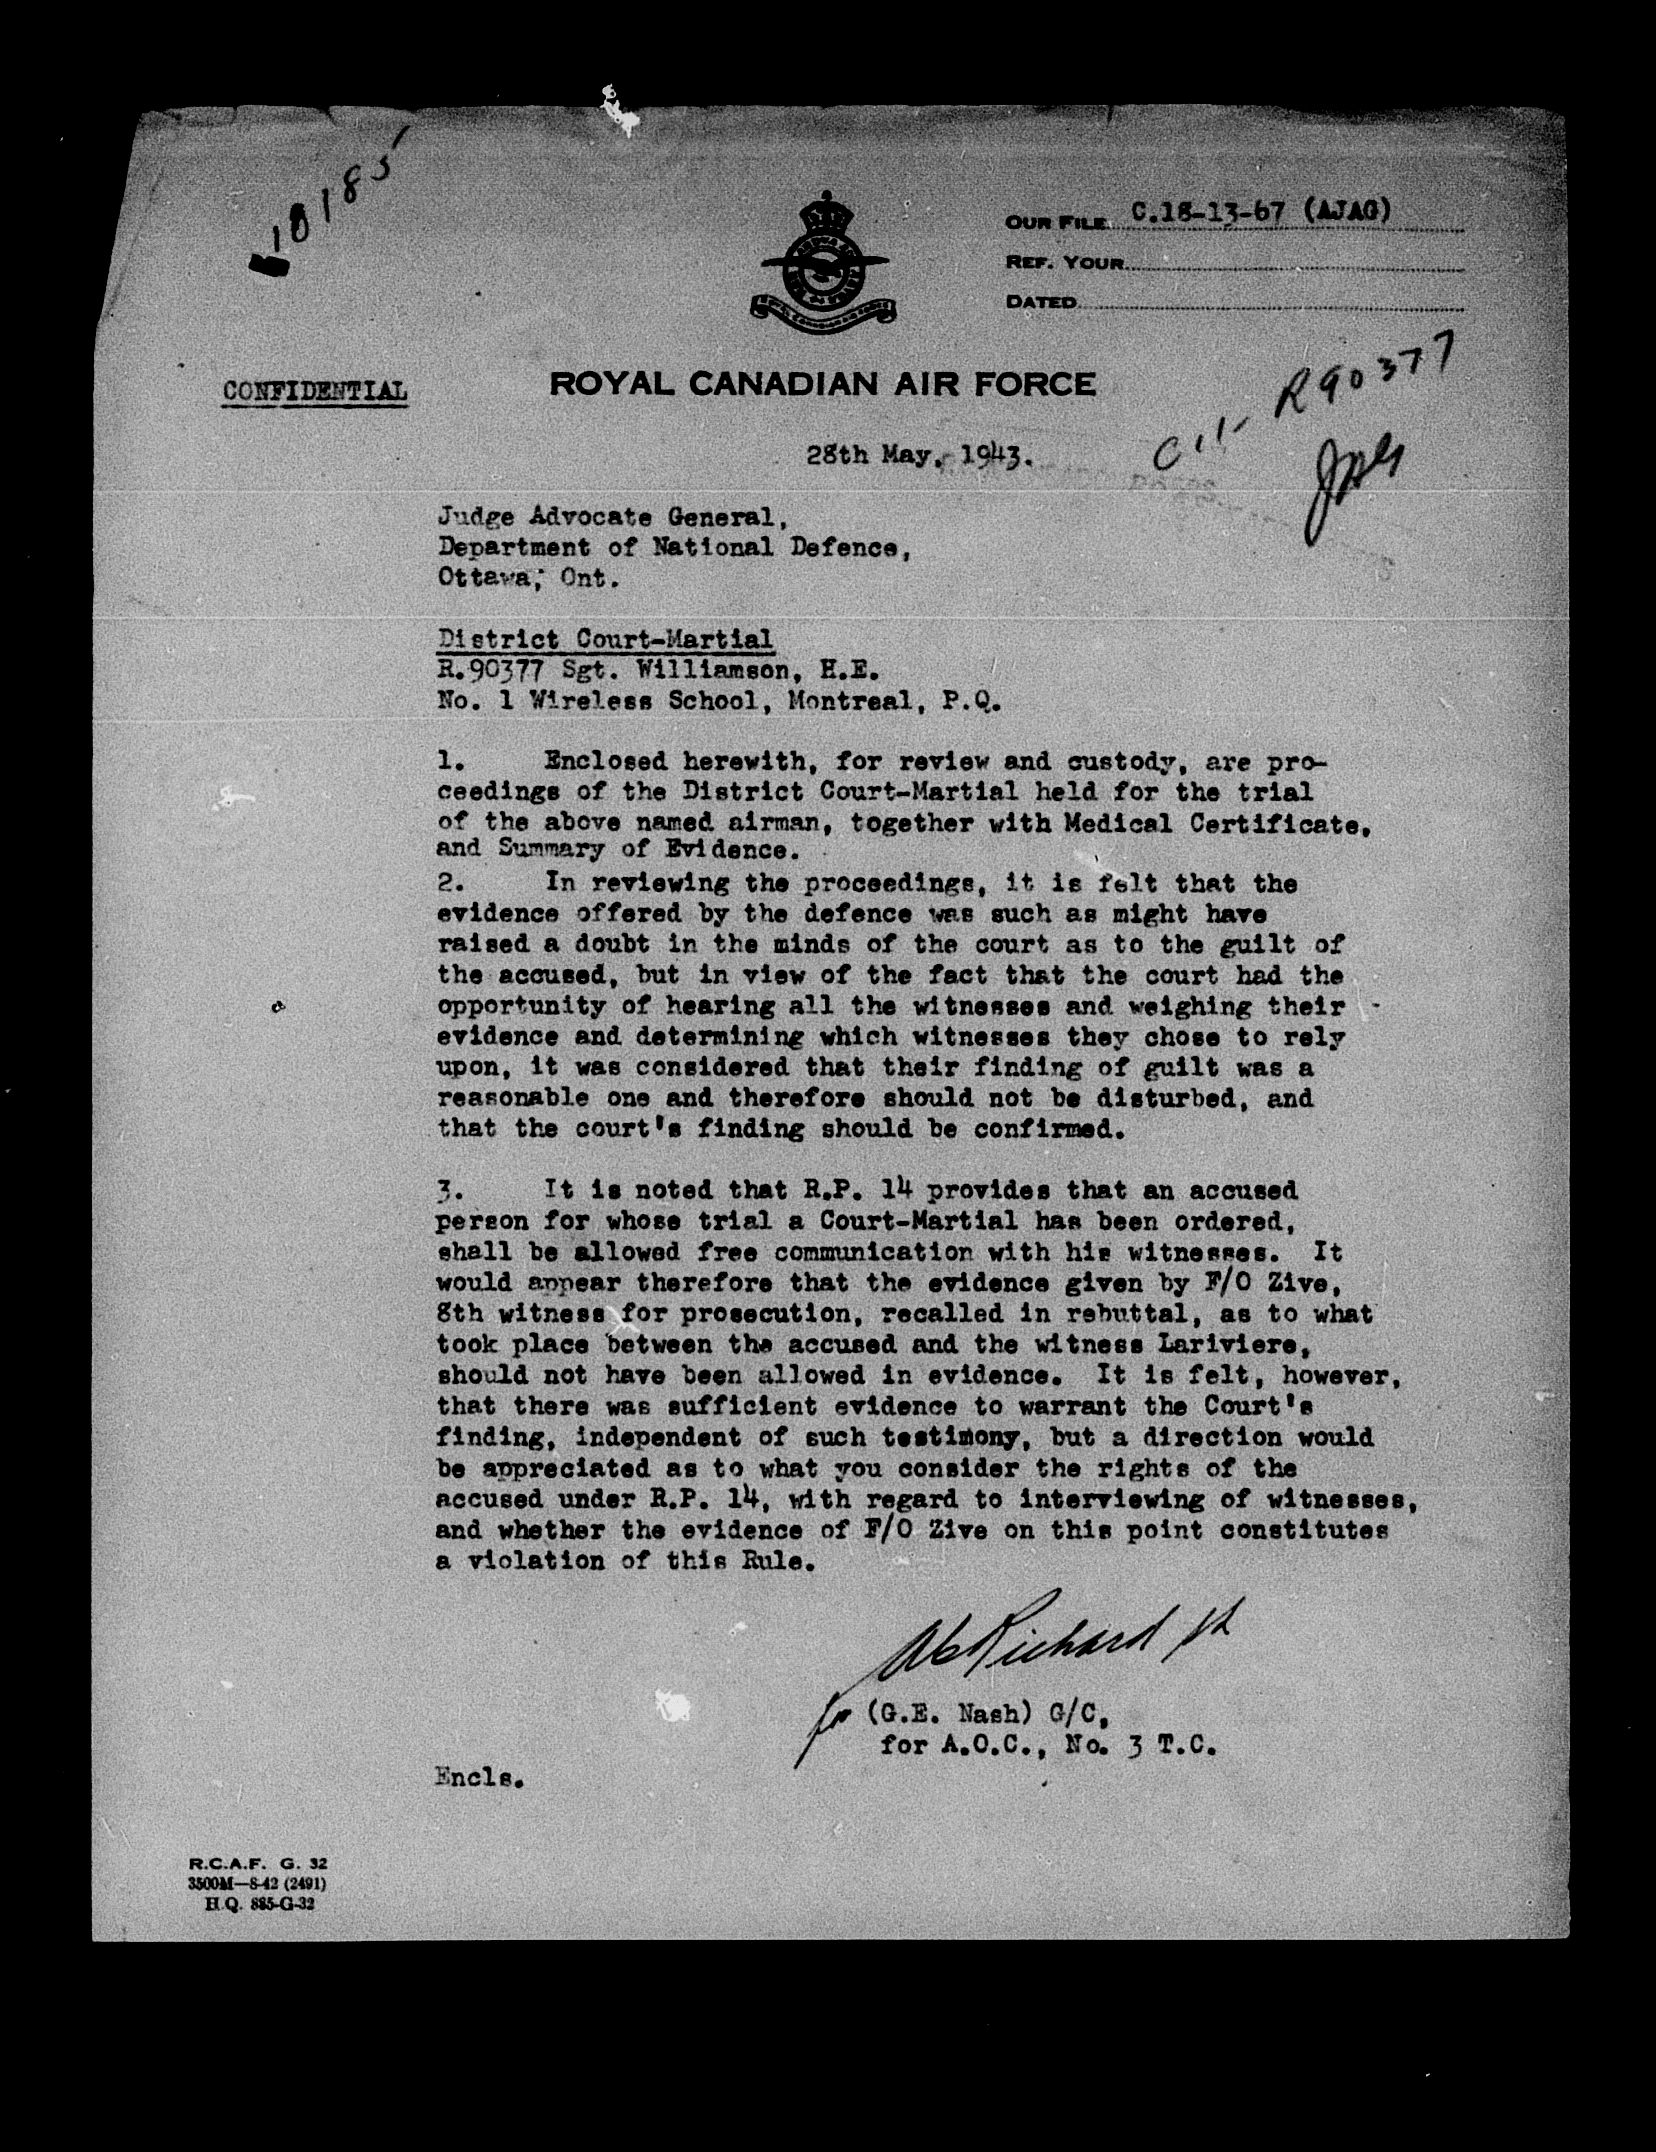 18185
OUR FILE C.18-13-67 (AJAG)
REF. YOUR
DATED
CONFIDENTIAL
ROYAL CANADIAN AIR FORCE
R90377
28th May, 1943.
Judge Advocate General,
Department of National Defence,
Ottawa, Ont.
District Court-Martial
R.90377 Sgt. Williamson, H.E.
No. 1 Wireless School, Montreal, P.Q.
1. Enclosed herewith, for review and custody, are pro-
ceedings of the District Court-Martial held for the trial
of the above named airman, together with Medical Certificate,
and Summary of Evidence.
2. In reviewing the proceedings, it is felt that the
evidence offered by the defence was such as might have
raised a doubt in the minds of the court as to the guilt of
the accused, but in view of the fact that the court had the
opportunity of hearing all the witnesses and weighing their
evidence and determining which witnesses they chose to rely
upon, it was considered that their finding of guilt was a
reasonable one and therefore should not be disturbed, and
that the court's finding should be confirmed.
3. It is noted that R.P. 14 provides that an accused
person for whose trial a Court-Martial has been ordered,
shall be allowed free communication with his witnesses. It
would appear therefore that the evidence given by F/O Zive,
8th witness for prosecution, recalled in rebuttal, as to what
took place between the accused and the witness Lariviere,
should not have been allowed in evidence. It is felt, however,
that there was sufficient evidence to warrant the Court's
finding, independent of such testimony, but a direction would
be appreciated as to what you consider the rights of the
accused under R.P. 14, with regard to interviewing of witnesses,
and whether the evidence of F/O Zive on this point constitutes
a violation of this Rule.
Richard
for (G.E. Nash) G/C,
for A.O.C., No. 3 T.C.
Encls.
R.C.A.F. G. 32
3500M—8-42 (2491)
H.Q. 885-G-32